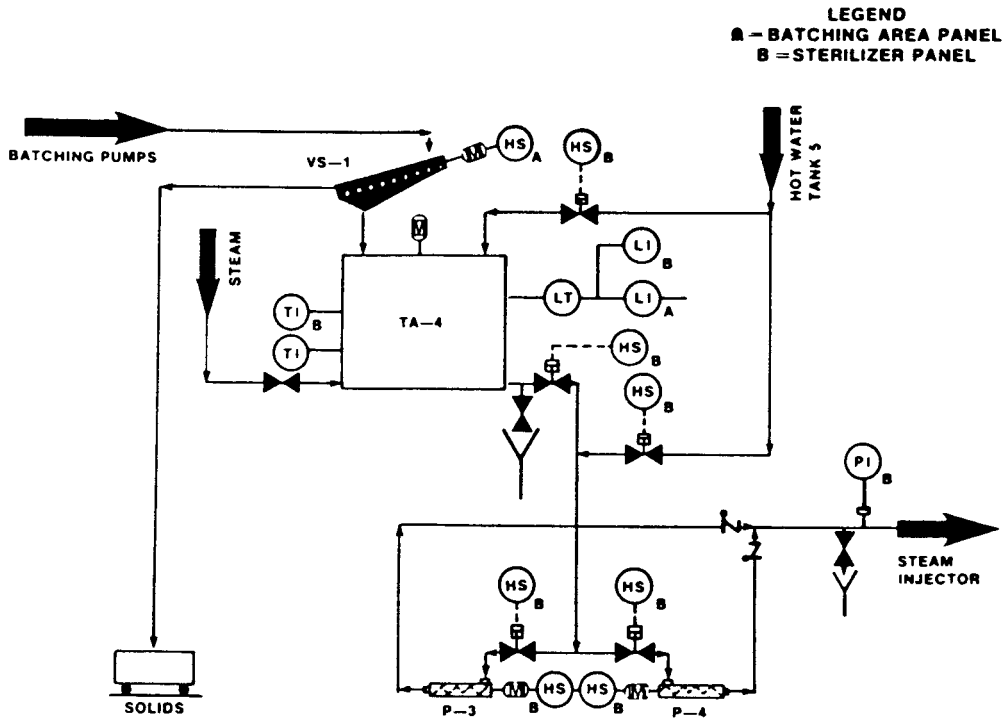 LEGEND
A - BATCHING AREA PANEL
B = STERILIZER PANEL
BATCHING PUMPS
VS-1
M
HS
A
HS
B
HOT WATER
TANK 5
STEAM
M
LI
B
TI
B
TA-4
LT
LI
A
TI
HS
B
HS
B
PI
B
STEAM
INJECTOR
HS
B
HS
B
SOLIDS
P-3
M
HS
B
HS
B
M
P-4